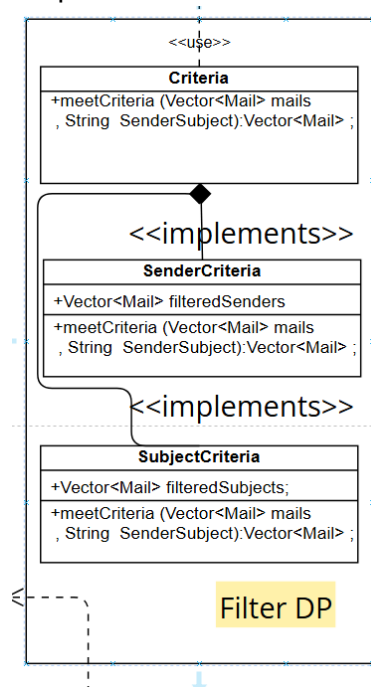 <<use>>
Criteria
+meetCriteria (Vector<Mail> mails
, String SenderSubject):Vector<Mail> ;
<<implements>>
SenderCriteria
+Vector<Mail> filteredSenders
+meetCriteria (Vector<Mail> mails
, String SenderSubject):Vector<Mail> ;
<<implements>>
SubjectCriteria
+Vector<Mail> filteredSubjects;
+meetCriteria (Vector<Mail> mails
, String SenderSubject):Vector<Mail> ;
Filter DP